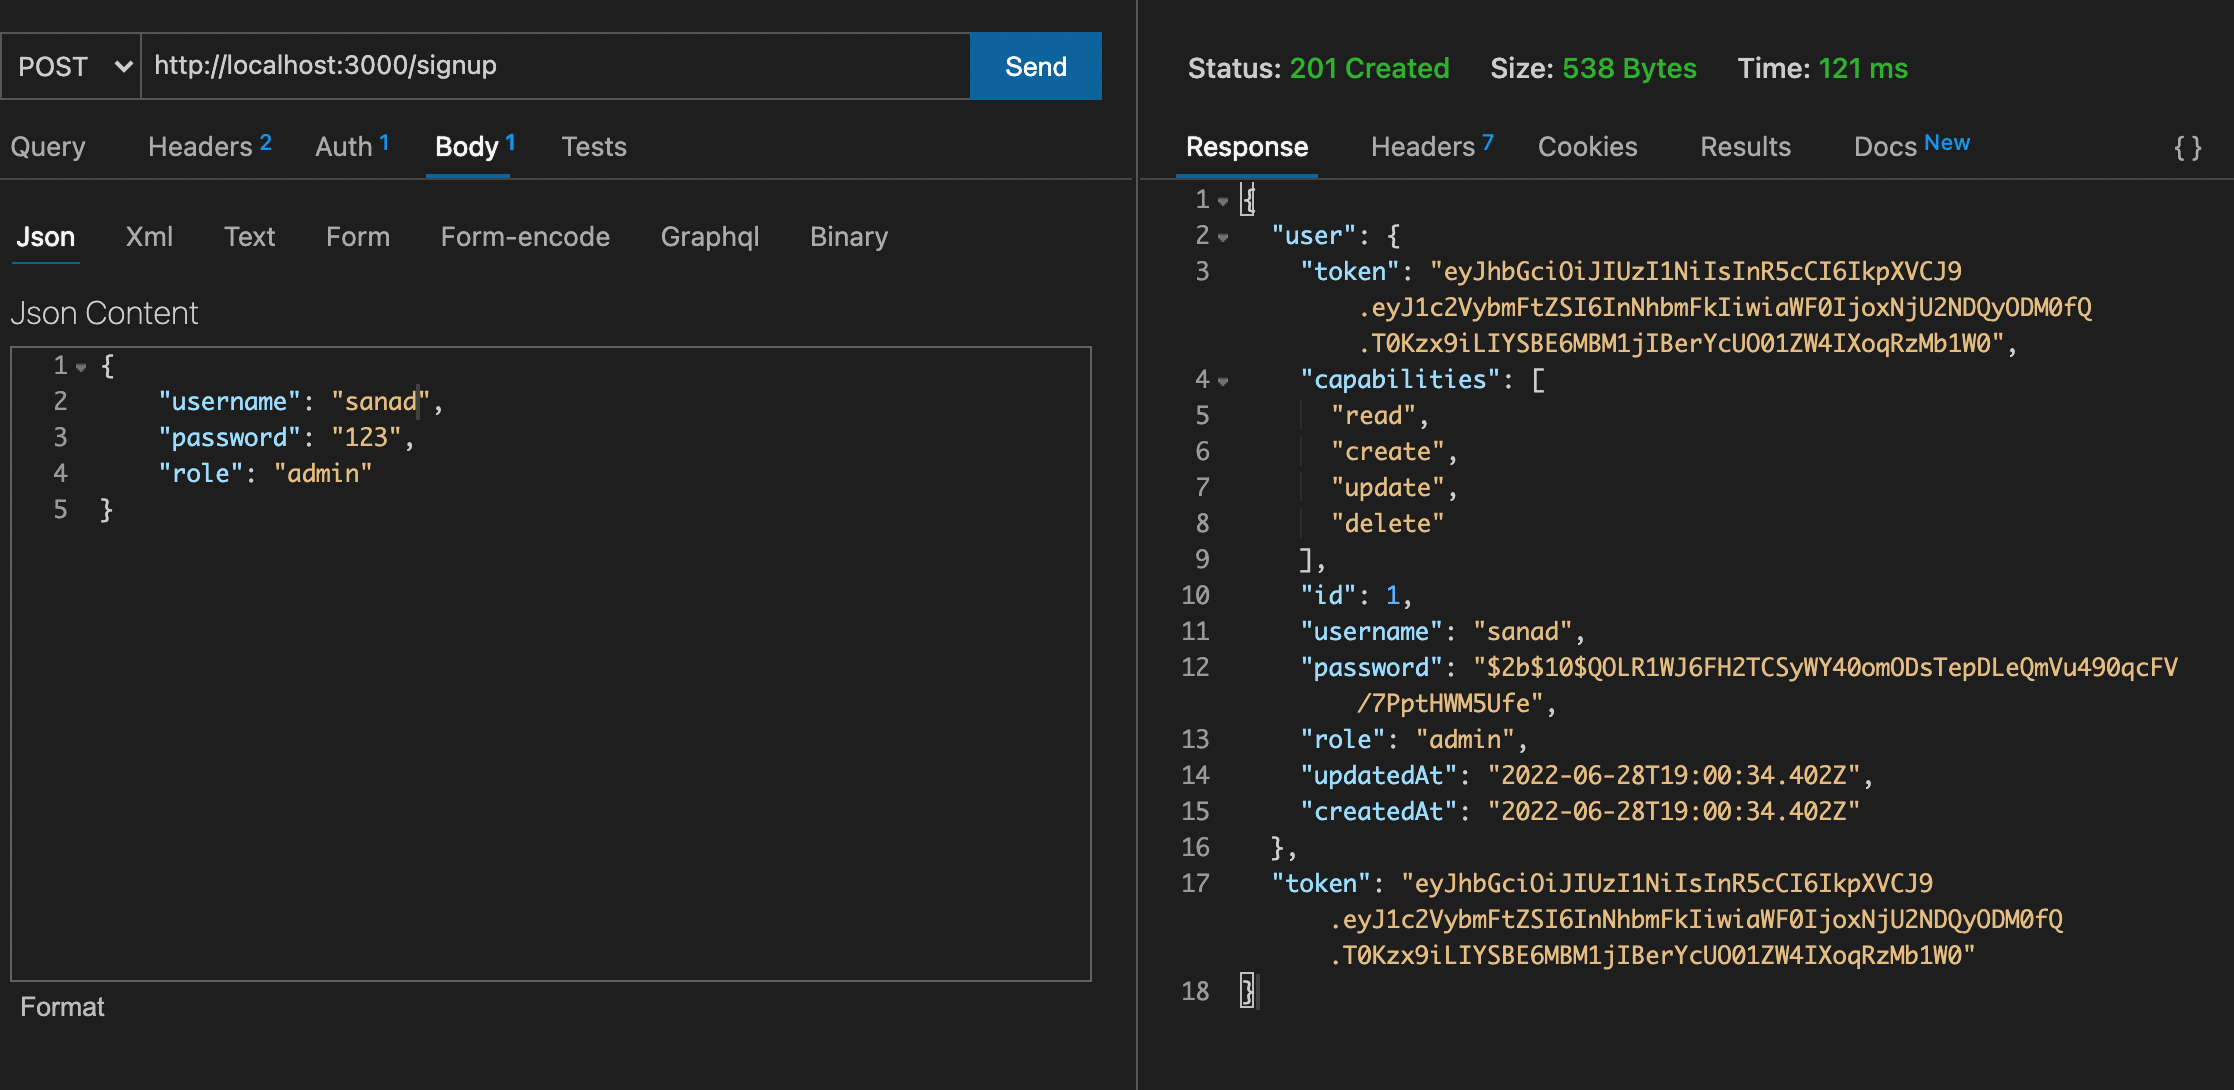 POST http://localhost:3000/signup Send
Query Headers 2 Auth 1 Body 1 Tests
Json Xml Text Form Form-encode Graphql Binary
Json Content
1 {
2 "username": "sanad",
3 "password": "123",
4 "role": "admin"
5 }
Format
Status: 201 Created Size: 538 Bytes Time: 121 ms
Response Headers 7 Cookies Results Docs New { }
1 {
2 "user": {
3 "token": "eyJhbGciOiJIUzI1NiIsInR5cCI6IkpXVCJ9
.eyJ1c2VybmFtZSI6InNhbmFkIiwiaWF0IjoxNjU2NDQyODM0fQ
.T0Kzx9iLIYSBE6MBM1jIBerYcUO01ZW4IXoqRzMb1W0",
4 "capabilities": [
5 "read",
6 "create",
7 "update",
8 "delete"
9 ],
10 "id": 1,
11 "username": "sanad",
12 "password": "$2b$10$QOLR1WJ6FH2TCSyWY40omODsTepDLeQmVu490qcFV
/7PptHWM5Ufe",
13 "role": "admin",
14 "updatedAt": "2022-06-28T19:00:34.402Z",
15 "createdAt": "2022-06-28T19:00:34.402Z"
16 },
17 "token": "eyJhbGciOiJIUzI1NiIsInR5cCI6IkpXVCJ9
.eyJ1c2VybmFtZSI6InNhbmFkIiwiaWF0IjoxNjU2NDQyODM0fQ
.T0Kzx9iLIYSBE6MBM1jIBerYcUO01ZW4IXoqRzMb1W0"
18 }